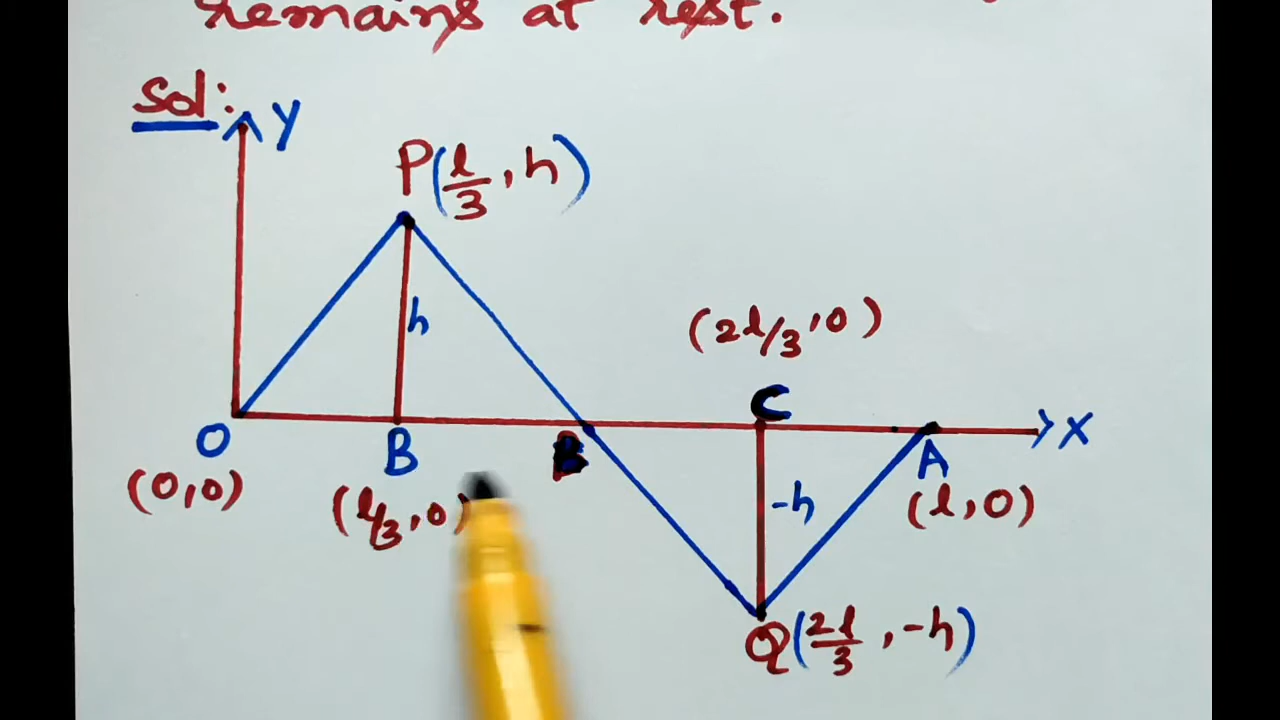 remains at rest.
Sol:
Y
P(l/3, h)
h
(2l/3, 0)
C
X
O
B
B
A
(0,0)
(l/3, 0)
-h
(l, 0)
Q(2l/3, -h)